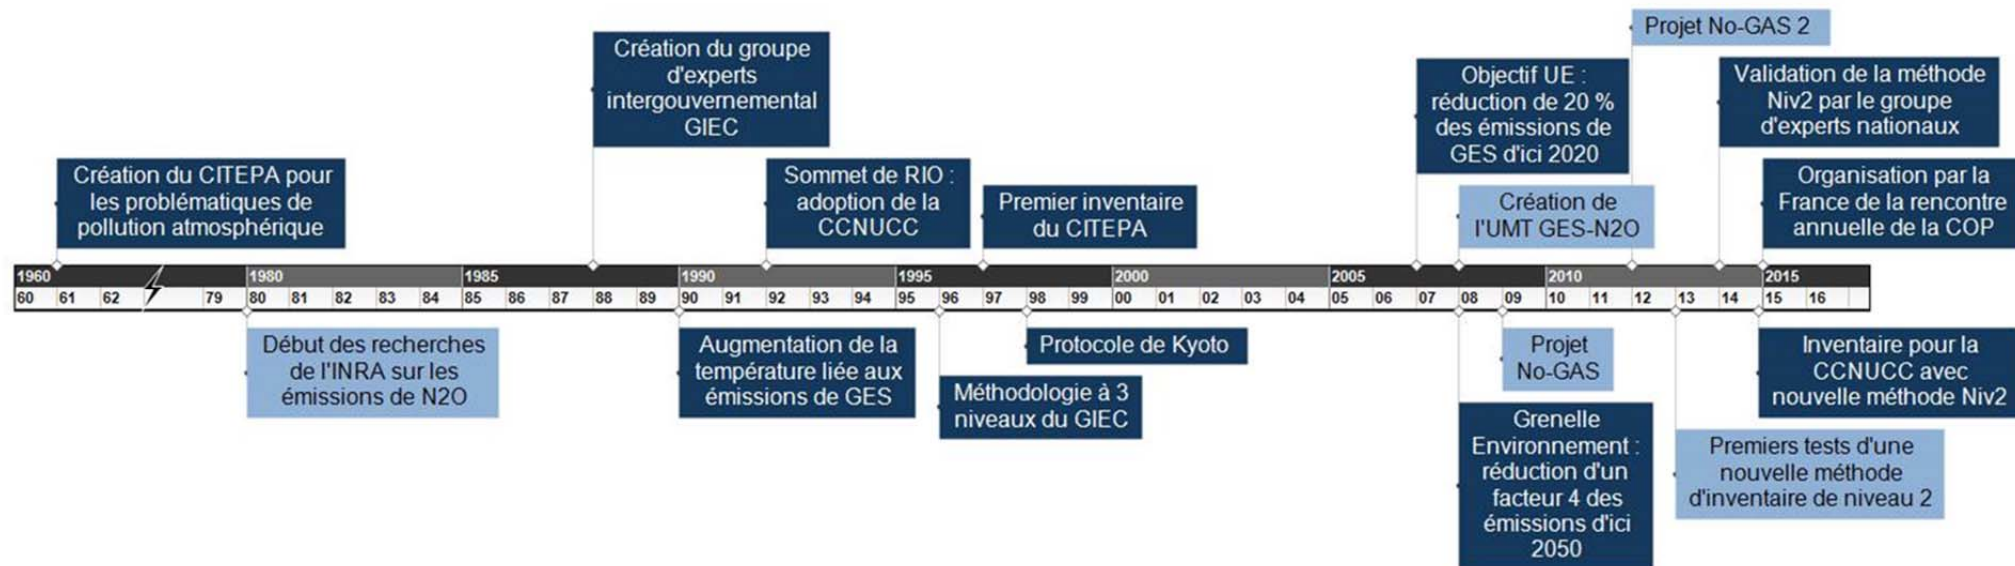 Projet No-GAS 2
Création du groupe
d'experts
intergouvernemental
GIEC
Objectif UE :
réduction de 20 %
des émissions de
GES d'ici 2020
Validation de la méthode
Niv2 par le groupe
d'experts nationaux
Création du CITEPA pour
les problématiques de
pollution atmosphérique
Sommet de RIO :
adoption de la
CCNUCC
Premier inventaire
du CITEPA
Création de
l'UMT GES-N2O
Organisation par la
France de la rencontre
annuelle de la COP
1960 1980 1985 1990 1995 2000 2005 2010 2015
60 61 62 79 80 81 82 83 84 85 86 87 88 89 90 91 92 93 94 95 96 97 98 99 00 01 02 03 04 05 06 07 08 09 10 11 12 13 14 15 16
Début des recherches
de l'INRA sur les
émissions de N2O
Augmentation de la
température liée aux
émissions de GES
Méthodologie à 3
niveaux du GIEC
Protocole de Kyoto
Projet
No-GAS
Inventaire pour la
CCNUCC avec
nouvelle méthode Niv2
Grenelle
Environnement :
réduction d'un
facteur 4 des
émissions d'ici
2050
Premiers tests d'une
nouvelle méthode
d'inventaire de niveau 2